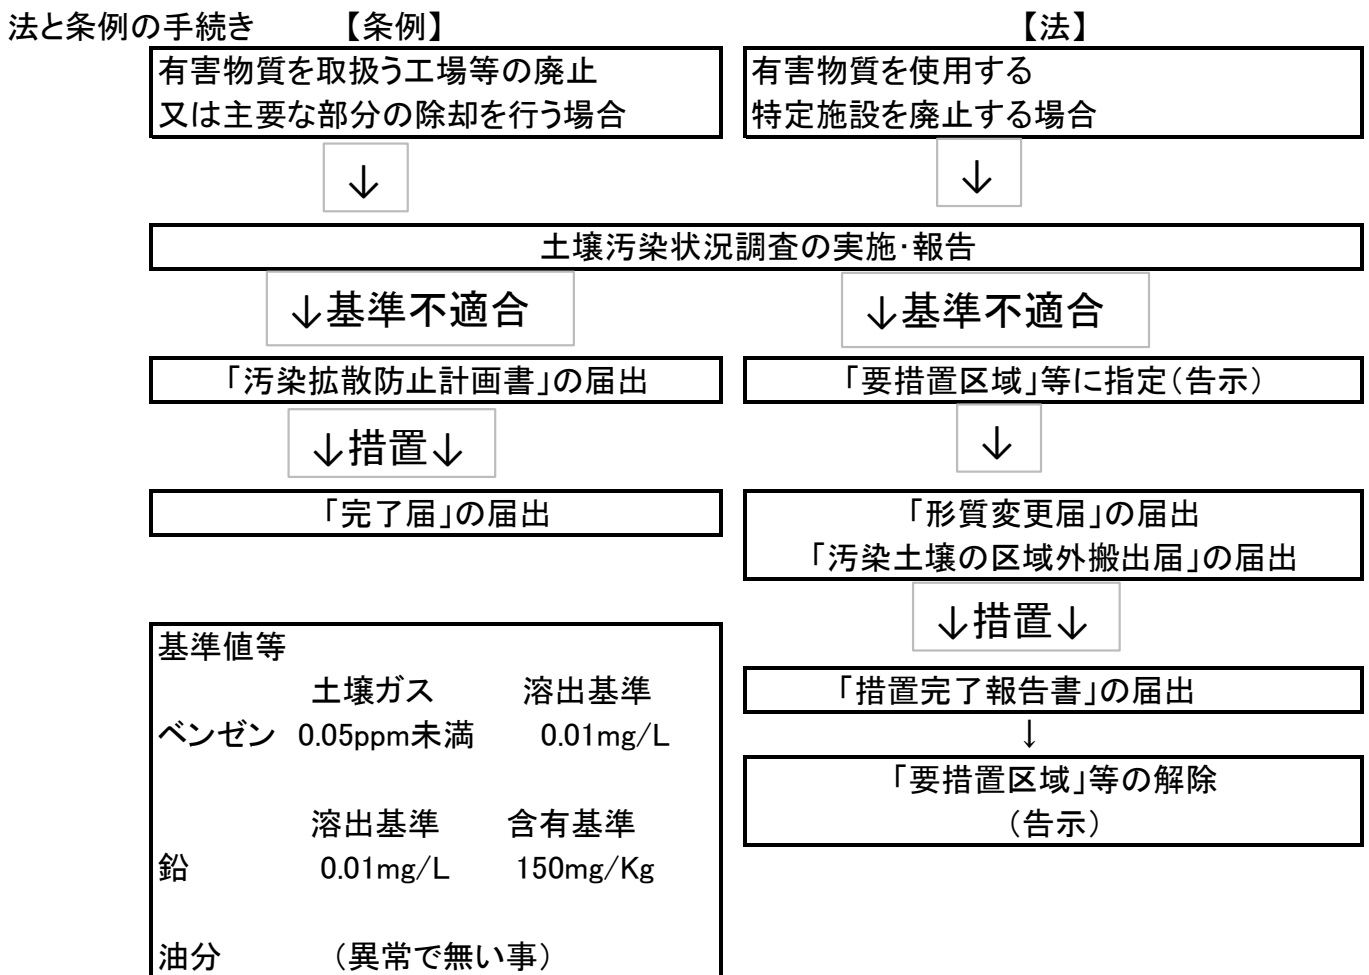 法と条例の手続き 【条例】 【法】
有害物質を取扱う工場等の廃止
又は主要な部分の除却を行う場合
有害物質を使用する
特定施設を廃止する場合
↓ ↓
土壌汚染状況調査の実施・報告
↓基準不適合 ↓基準不適合
「汚染拡散防止計画書」の届出
「要措置区域」等に指定(告示)
↓措置↓
↓
「完了届」の届出
「形質変更届」の届出
「汚染土壌の区域外搬出届」の届出
↓措置↓
「措置完了報告書」の届出
↓
「要措置区域」等の解除
(告示)
基準値等
土壌ガス 溶出基準
ベンゼン 0.05ppm未満 0.01mg/L
溶出基準 含有基準
鉛 0.01mg/L 150mg/Kg
油分 (異常で無い事)